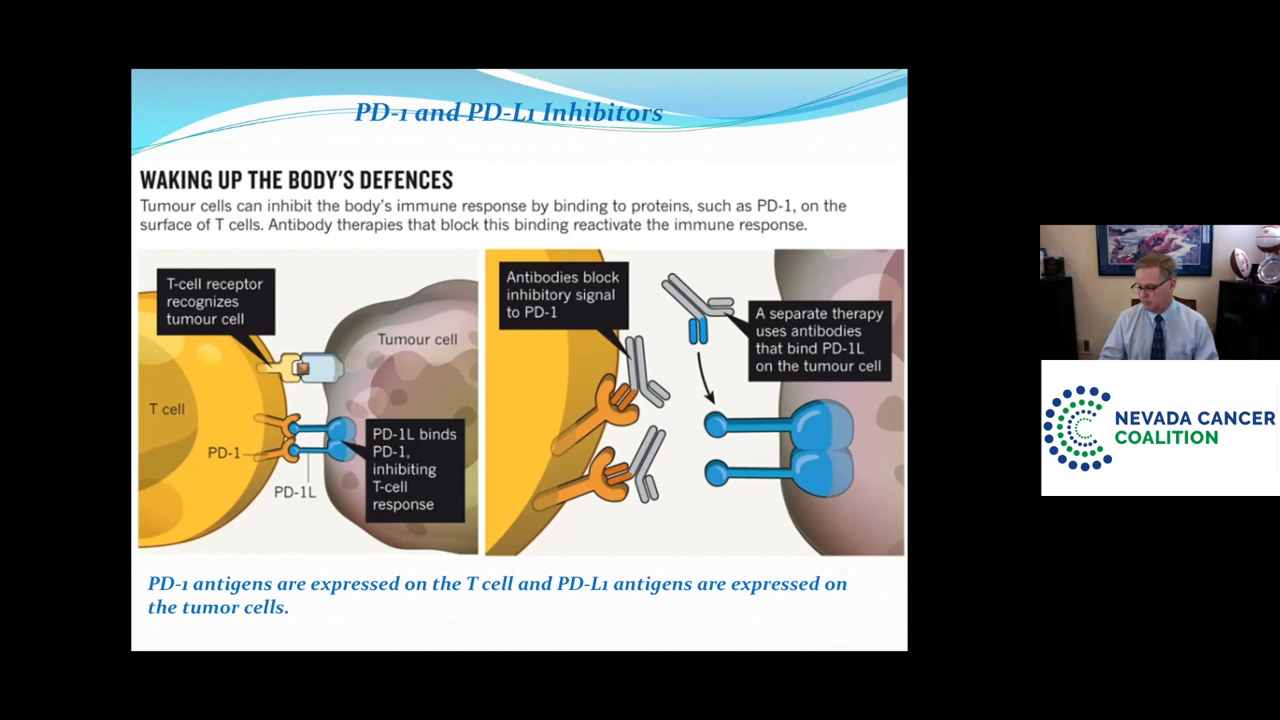 PD-1 and PD-L1 Inhibitors
WAKING UP THE BODY'S DEFENCES
Tumour cells can inhibit the body's immune response by binding to proteins, such as PD-1, on the
surface of T cells. Antibody therapies that block this binding reactivate the immune response.
T-cell receptor
recognizes
tumour cell
Tumour cell
T cell
PD-1
PD-1L
PD-1L binds
PD-1,
inhibiting
T-cell
response
Antibodies block
inhibitory signal
to PD-1
A separate therapy
uses antibodies
that bind PD-1L
on the tumour cell
PD-1 antigens are expressed on the T cell and PD-L1 antigens are expressed on
the tumor cells.
NEVADA CANCER
COALITION